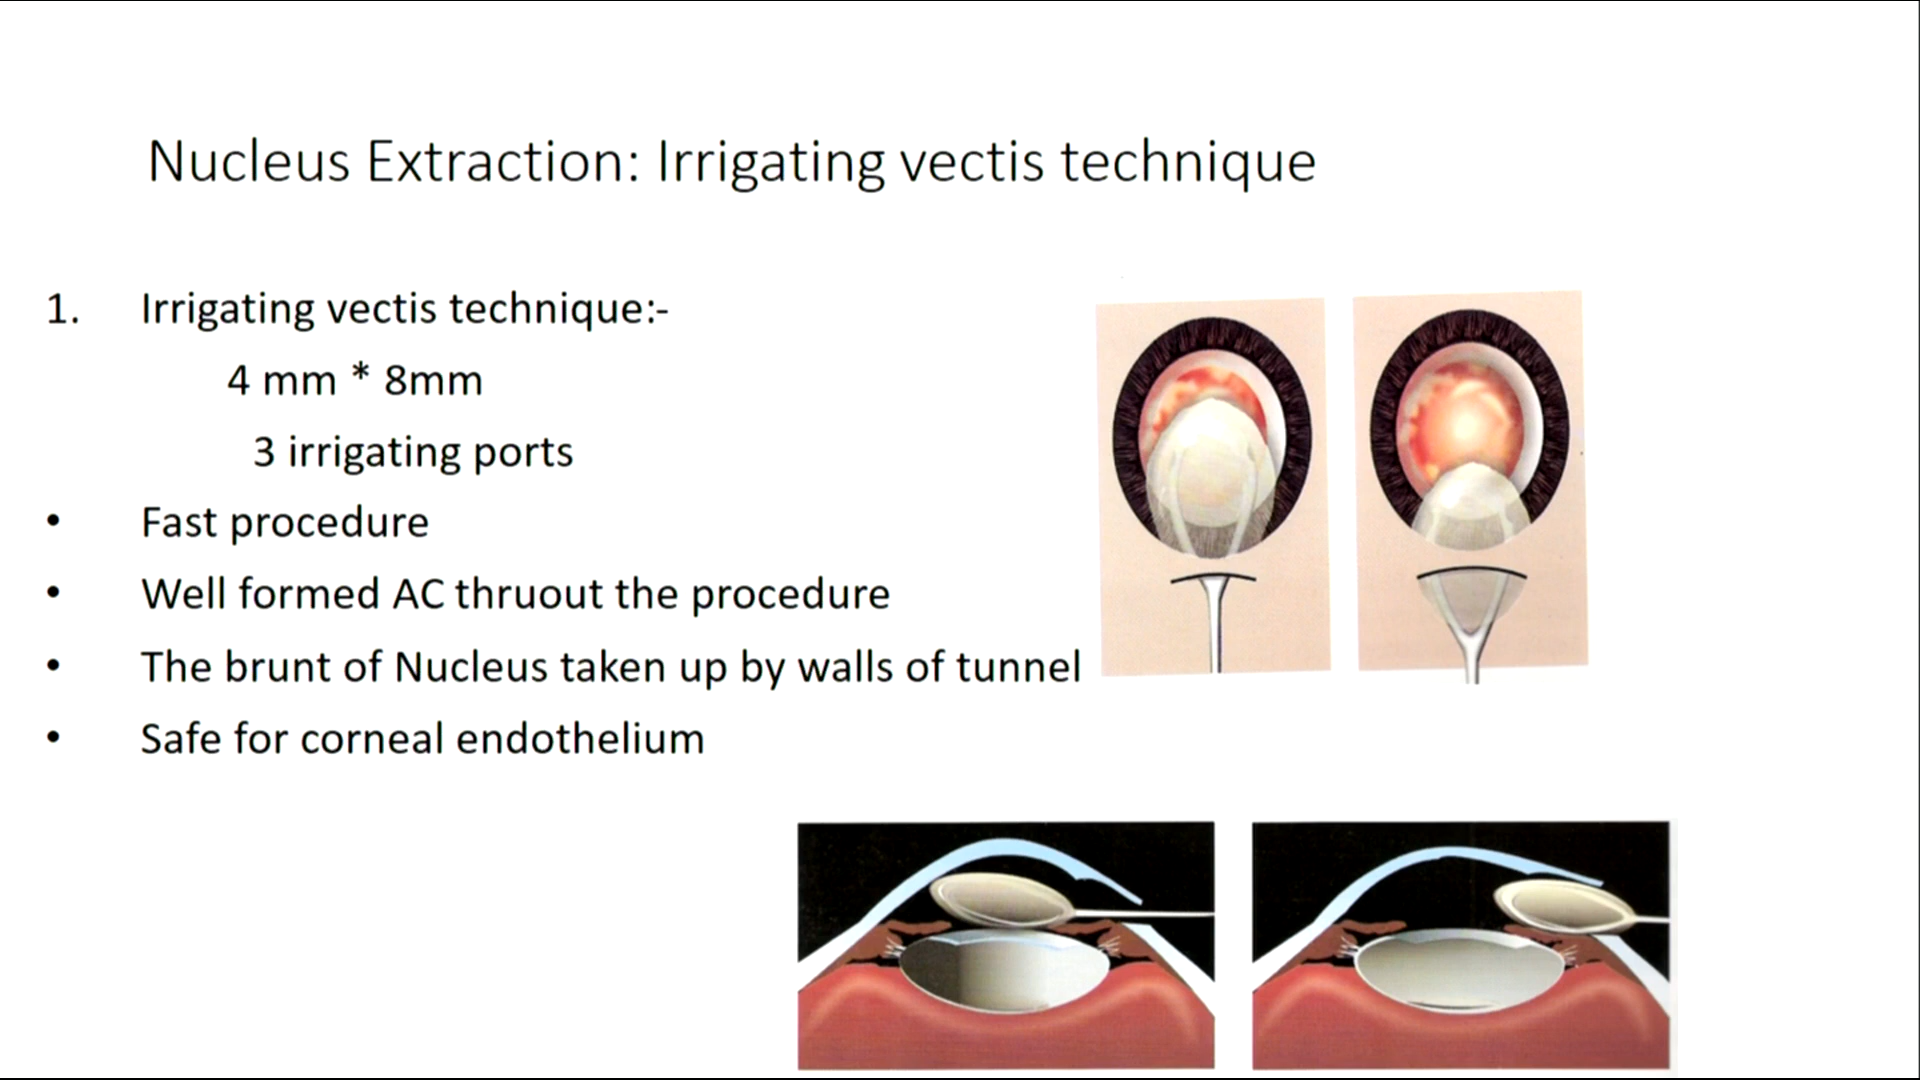 Nucleus Extraction: Irrigating vectis technique
1. Irrigating vectis technique:-
4 mm * 8mm
3 irrigating ports
• Fast procedure
• Well formed AC thruout the procedure
• The brunt of Nucleus taken up by walls of tunnel
• Safe for corneal endothelium